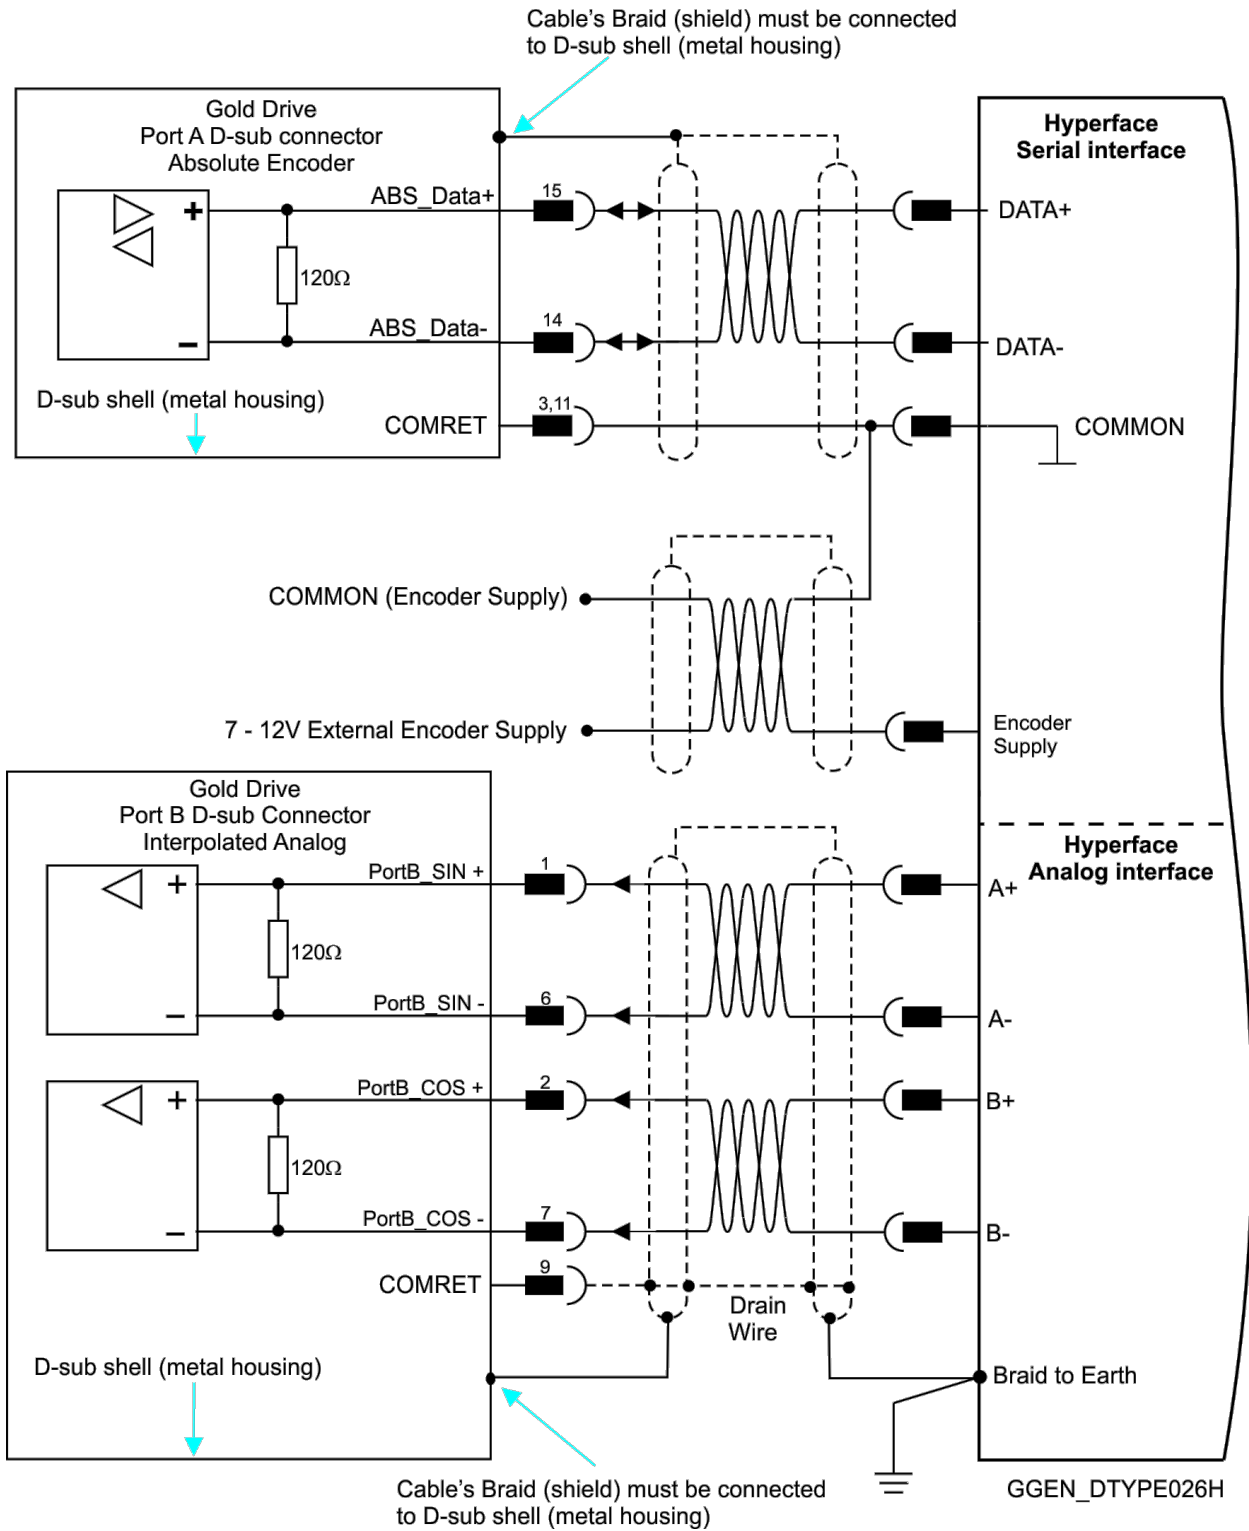 Cable's Braid (shield) must be connected
to D-sub shell (metal housing)
Gold Drive
Port A D-sub connector
Absolute Encoder
Hyperface
Serial interface
ABS_Data+
15
DATA+
+
120Ω
ABS_Data-
14
DATA-
-
D-sub shell (metal housing)
COMRET
3,11
COMMON
COMMON (Encoder Supply)
7 - 12V External Encoder Supply
Encoder
Supply
Gold Drive
Port B D-sub Connector
Interpolated Analog
Hyperface
Analog interface
+
PortB_SIN +
1
A+
120Ω
-
PortB_SIN -
6
A-
+
PortB_COS +
2
B+
120Ω
-
PortB_COS -
7
B-
COMRET
9
Drain
Wire
D-sub shell (metal housing)
Braid to Earth
Cable's Braid (shield) must be connected
to D-sub shell (metal housing)
GGEN_DTYPE026H